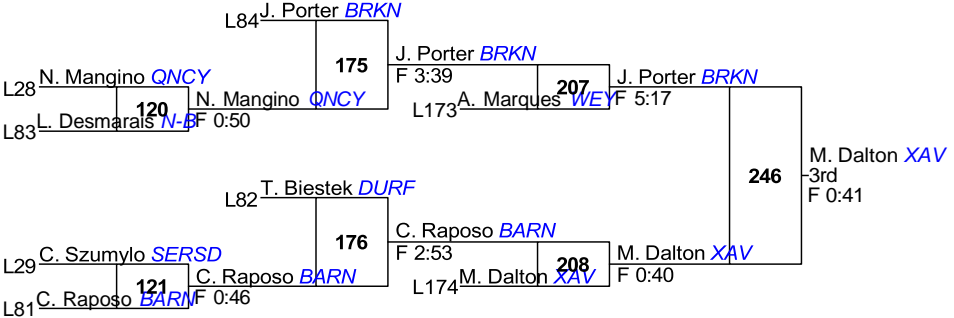 L84 J. Porter BRKN
175
J. Porter BRKN
F 3:39
L28 N. Mangino QNCY
120
L83 L. Desmarais N-B
N. Mangino QNCY
F 0:50
207
L173 A. Marques WEY
J. Porter BRKN
F 5:17
246
M. Dalton XAV
3rd
F 0:41
L82 T. Biestek DURF
176
C. Raposo BARN
F 2:53
L29 C. Szumylo SERSD
121
L81 C. Raposo BARN
C. Raposo BARN
F 0:46
208
L174 M. Dalton XAV
M. Dalton XAV
F 0:40